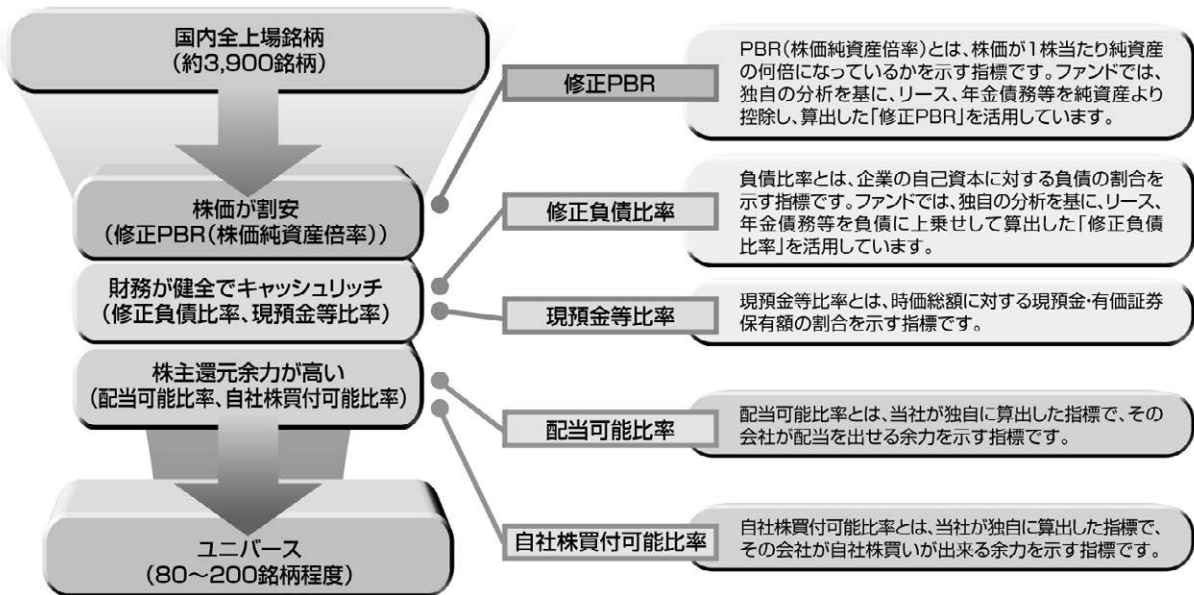 国内全上場銘柄
(約3,900銘柄)
株価が割安
(修正PBR(株価純資産倍率))
財務が健全でキャッシュリッチ
(修正負債比率、現預金等比率)
株主還元余力が高い
(配当可能比率、自社株買付可能比率)
ユニバース
(80～200銘柄程度)
修正PBR
PBR(株価純資産倍率)とは、株価が1株当たり純資産
の何倍になっているかを示す指標です。ファンドでは、
独自の分析を基に、リース、年金債務等を純資産より
控除し、算出した「修正PBR」を活用しています。
修正負債比率
負債比率とは、企業の自己資本に対する負債の割合を
示す指標です。ファンドでは、独自の分析を基に、リース、
年金債務等を負債に上乗せして算出した「修正負債
比率」を活用しています。
現預金等比率
現預金等比率とは、時価総額に対する現預金・有価証券
保有額の割合を示す指標です。
配当可能比率
配当可能比率とは、当社が独自に算出した指標で、その
会社が配当を出せる余力を示す指標です。
自社株買付可能比率
自社株買付可能比率とは、当社が独自に算出した指標で、
その会社が自社株買いが出来る余力を示す指標です。